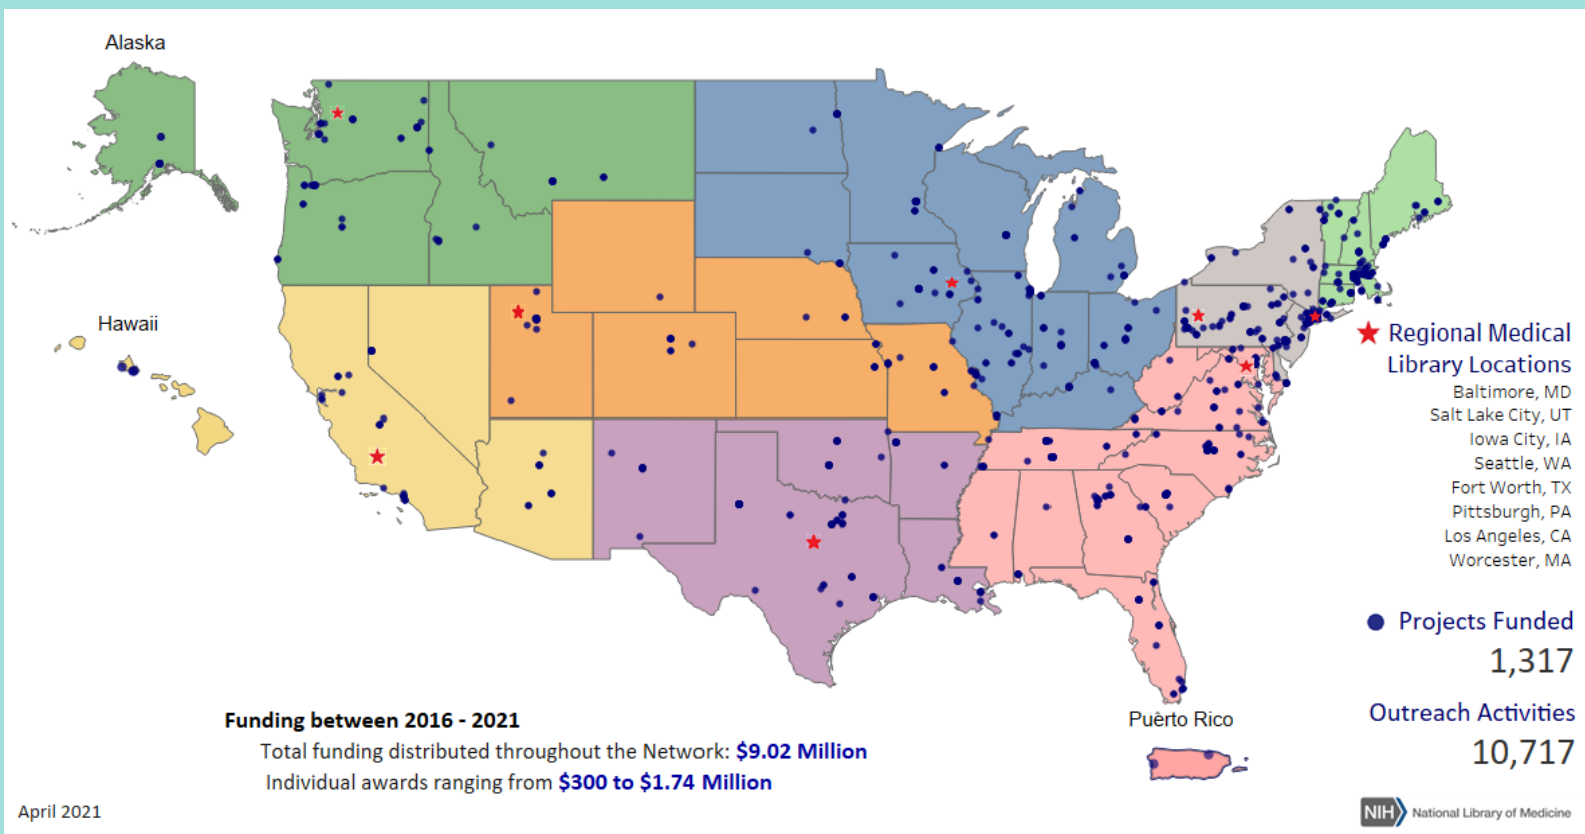 Alaska
Hawaii
Regional Medical
Library Locations
Baltimore, MD
Salt Lake City, UT
Iowa City, IA
Seattle, WA
Fort Worth, TX
Pittsburgh, PA
Los Angeles, CA
Worcester, MA
Projects Funded
1,317
Outreach Activities
10,717
Puerto Rico
Funding between 2016 - 2021
Total funding distributed throughout the Network: $9.02 Million
Individual awards ranging from $300 to $1.74 Million
April 2021
NIH National Library of Medicine